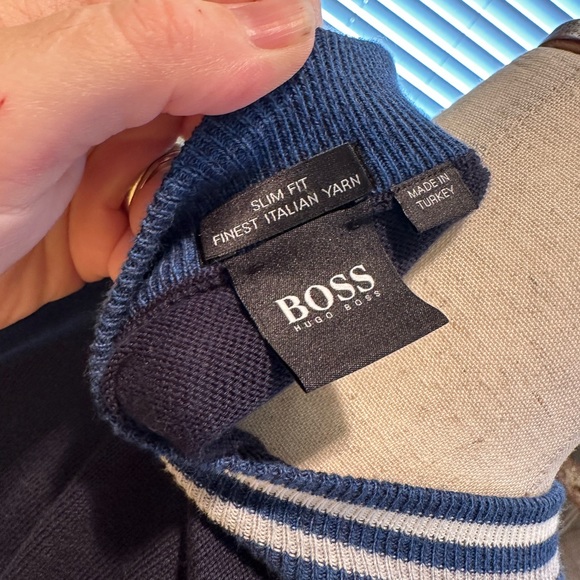 SLIM FIT
FINEST ITALIAN YARN
MADE IN
TURKEY
BOSS
HUGO BOSS